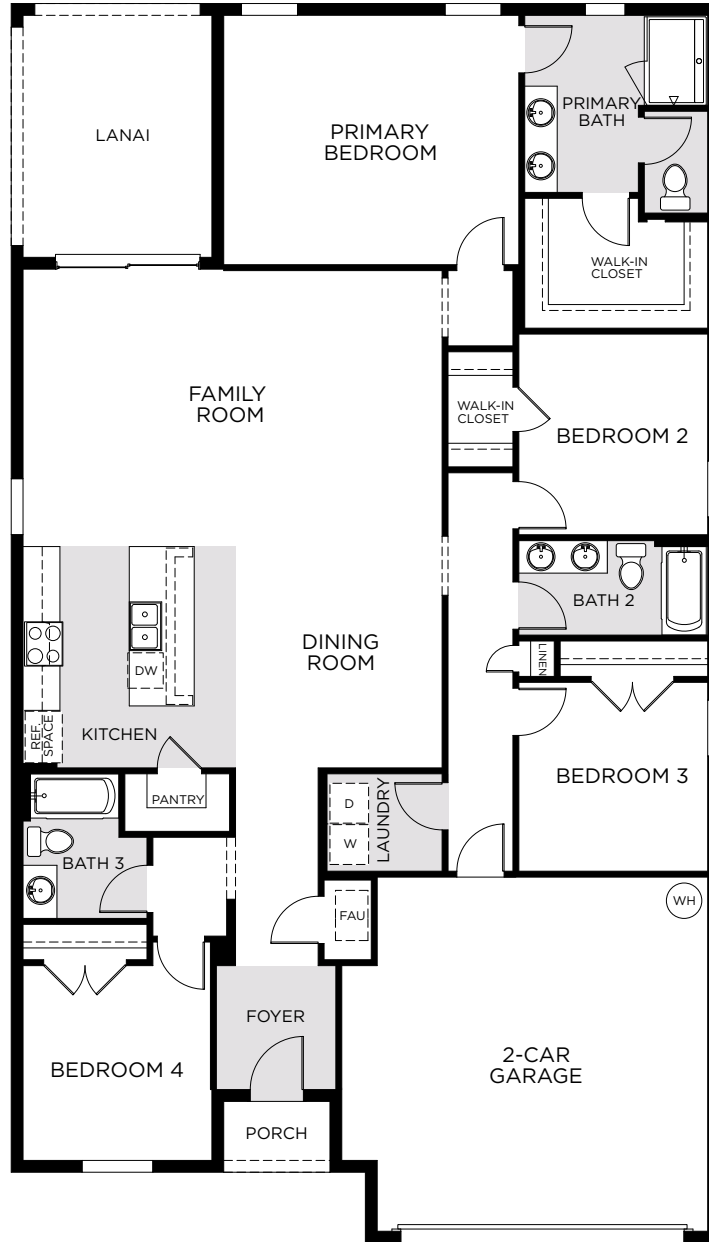 LANAI
PRIMARY
BEDROOM
PRIMARY
BATH
WALK-IN
CLOSET
FAMILY
ROOM
WALK-IN
CLOSET
BEDROOM 2
BATH 2
DINING
ROOM
DW
LINEN
REF.
SPACE
KITCHEN
BEDROOM 3
PANTRY
D
W
LAUNDRY
BATH 3
FAU
WH
FOYER
BEDROOM 4
2-CAR
GARAGE
PORCH